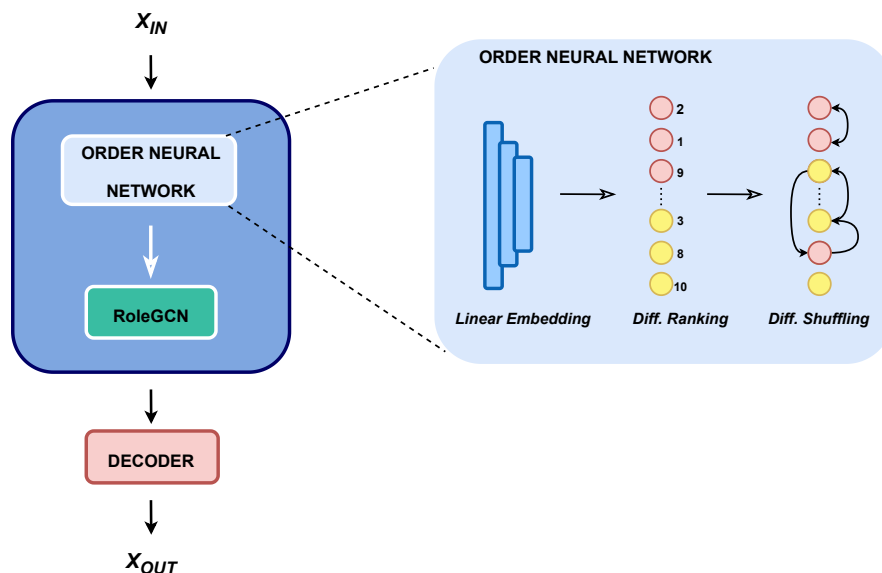 X_IN
ORDER NEURAL
NETWORK
RoleGCN
DECODER
X_OUT
ORDER NEURAL NETWORK
2
1
9
3
8
10
Linear Embedding
Diff. Ranking
Diff. Shuffling